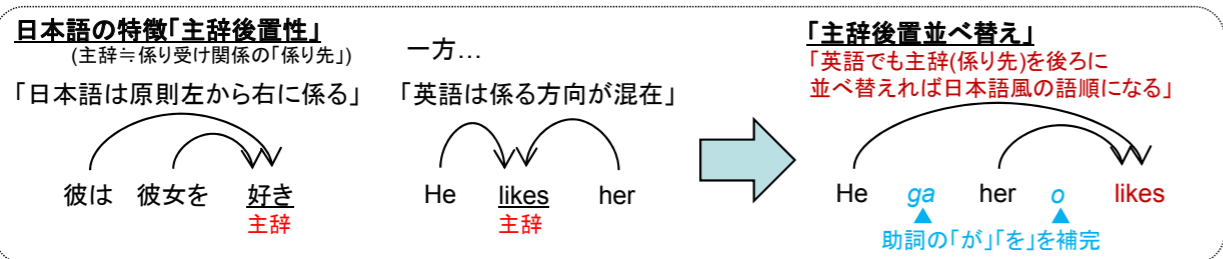 日本語の特徴「主辞後置性」
(主辞≒係り受け関係の「係り先」)
「日本語は原則左から右に係る」
彼は 彼女を 好き
主辞
一方…
「英語は係る方向が混在」
He likes her
主辞
「主辞後置並べ替え」
「英語でも主辞(係り先)を後ろに
並べ替えれば日本語風の語順になる」
He ga her o likes
助詞の「が」「を」を補完